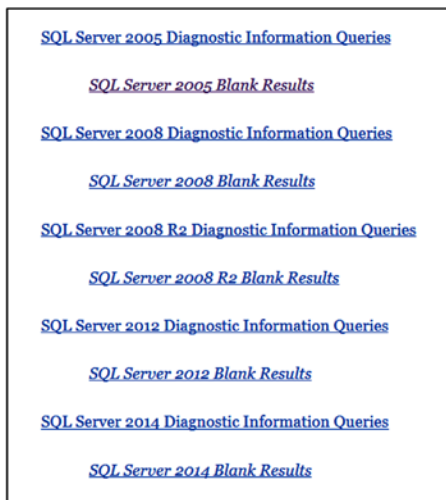 SQL Server 2005 Diagnostic Information Queries
SQL Server 2005 Blank Results
SQL Server 2008 Diagnostic Information Queries
SQL Server 2008 Blank Results
SQL Server 2008 R2 Diagnostic Information Queries
SQL Server 2008 R2 Blank Results
SQL Server 2012 Diagnostic Information Queries
SQL Server 2012 Blank Results
SQL Server 2014 Diagnostic Information Queries
SQL Server 2014 Blank Results